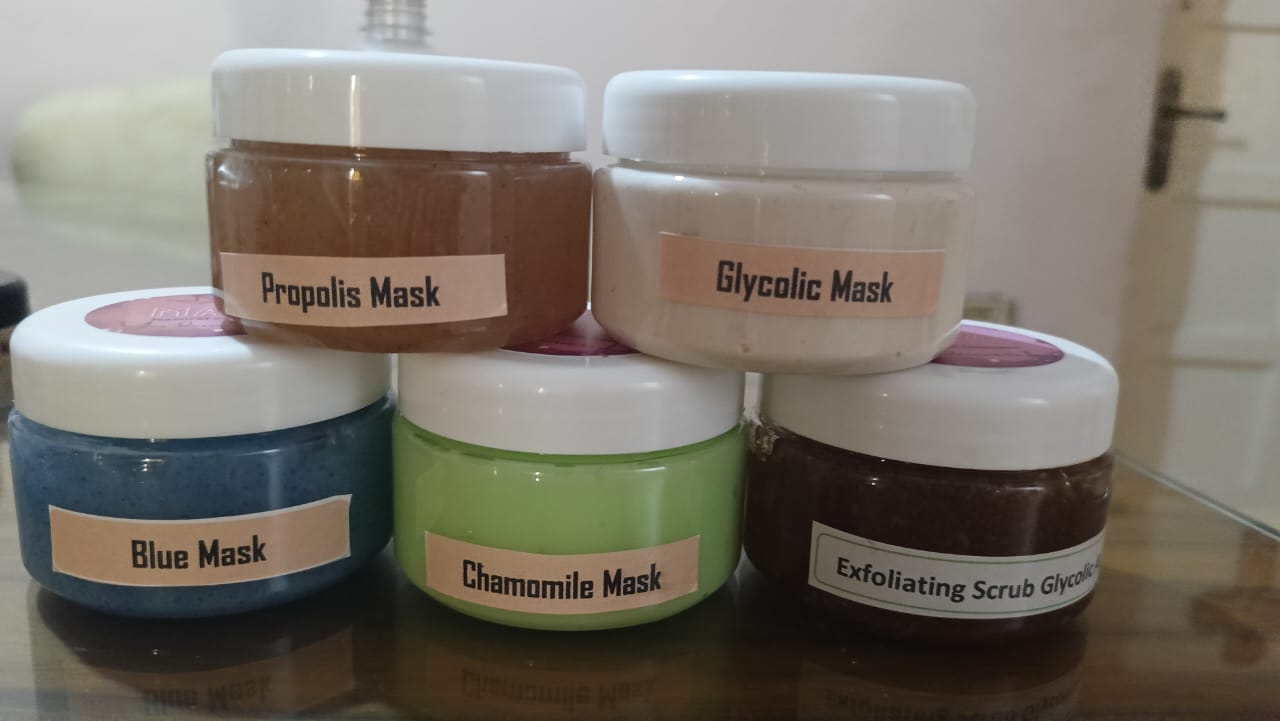 Propolis Mask
Glycolic Mask
Blue Mask
Chamomile Mask
Exfoliating Scrub Glycolic